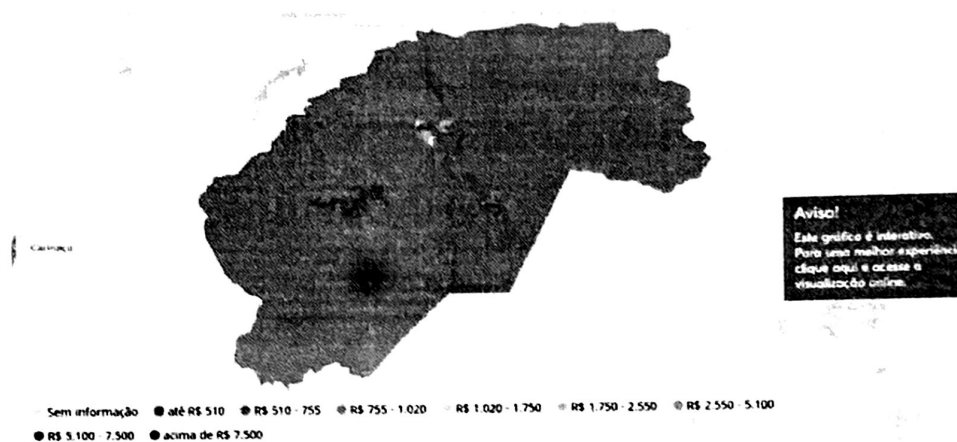 Aviso!
Este gráfico é interativo.
Para uma melhor experiência
clique aqui e acesse a
visualização online.
Sem informação até R$ 510 R$ 510 - 755 R$ 755 - 1.020 R$ 1.020 - 1.750 R$ 1.750 - 2.550 R$ 2.550 - 5.100
R$ 5.100 - 7.500 acima de R$ 7.500